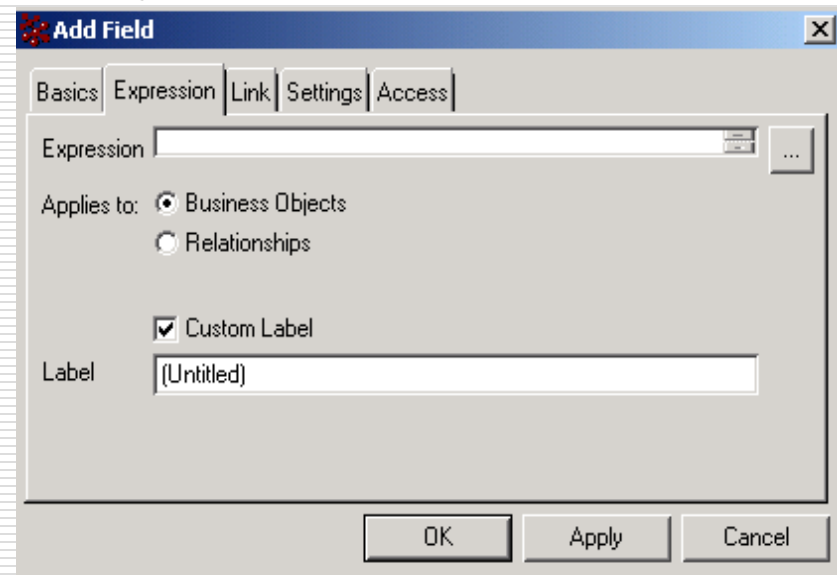 Add Field
Basics Expression Link Settings Access
Expression ...
Applies to: Business Objects
Relationships
Custom Label
Label (Untitled)
OK Apply Cancel